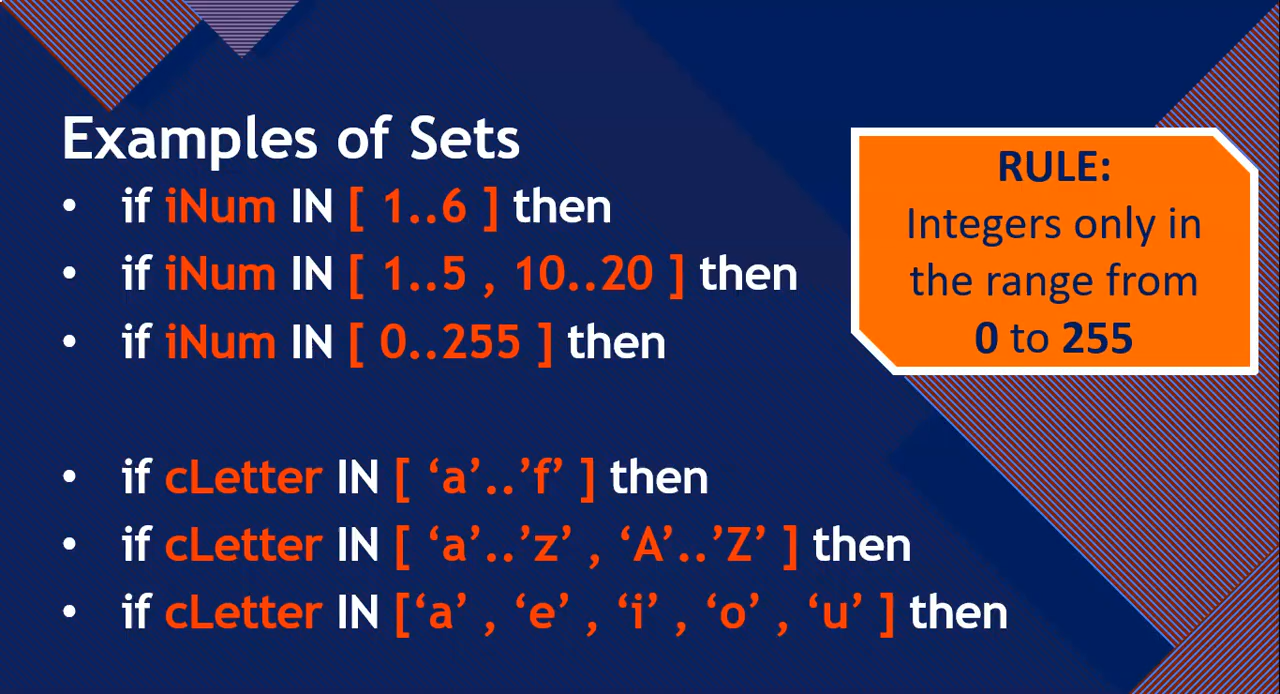 Examples of Sets
• if iNum IN [ 1..6 ] then
• if iNum IN [ 1..5 , 10..20 ] then
• if iNum IN [ 0..255 ] then
• if cLetter IN [ ‘a’..’f’ ] then
• if cLetter IN [ ‘a’..’z’ , ‘A’..’Z’ ] then
• if cLetter IN [‘a’ , ‘e’ , ‘i’ , ‘o’ , ‘u’ ] then
RULE:
Integers only in
the range from
0 to 255